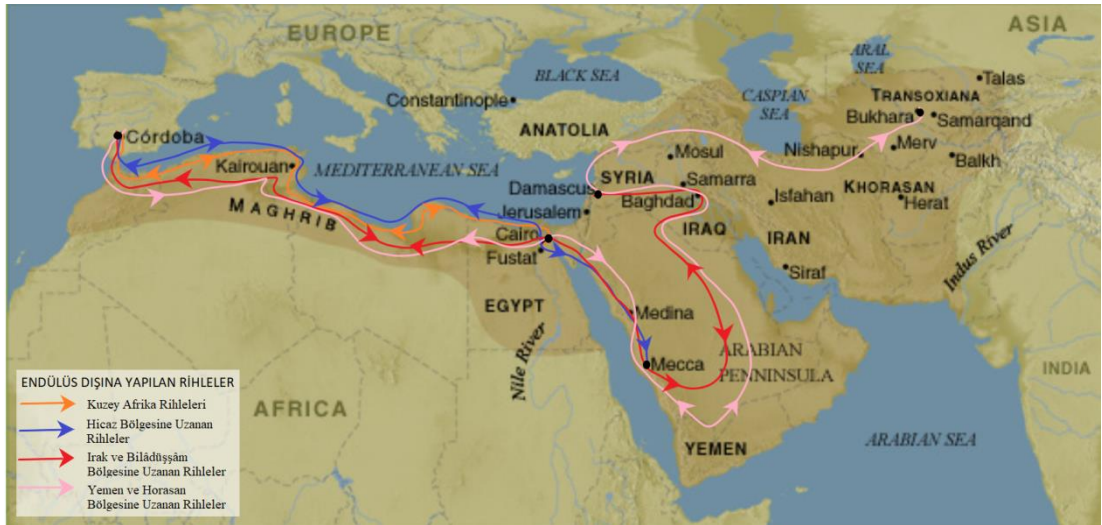 EUROPE
ASIA
ARAL
SEA
BLACK SEA
Talas
TRANSOXIANA
CASPIAN
SEA
Constantinople
Bukhara
Samarqand
ANATOLIA
Córdoba
Kairouan
MEDITERRANEAN SEA
Mosul
Nishapur
Merv
Balkh
SYRIA
Samarra
Damascus
Baghdad
Isfahan
KHORASAN
Herat
MAGHRIB
Jerusalem
IRAQ
IRAN
Cairo
Fustat
Siraf
Indus River
EGYPT
Medina
Nile River
Mecca
ARABIAN
PENNINSULA
INDIA
AFRICA
YEMEN
ARABIAN SEA
ENDÜLÜS DIŞINA YAPILAN RİHLELER
Kuzey Afrika Rihleleri
Hicaz Bölgesine Uzanan
Rihleler
Irak ve Bilâdüşşâm
Bölgesine Uzanan Rihleler
Yemen ve Horasan
Bölgesine Uzanan Rihleler